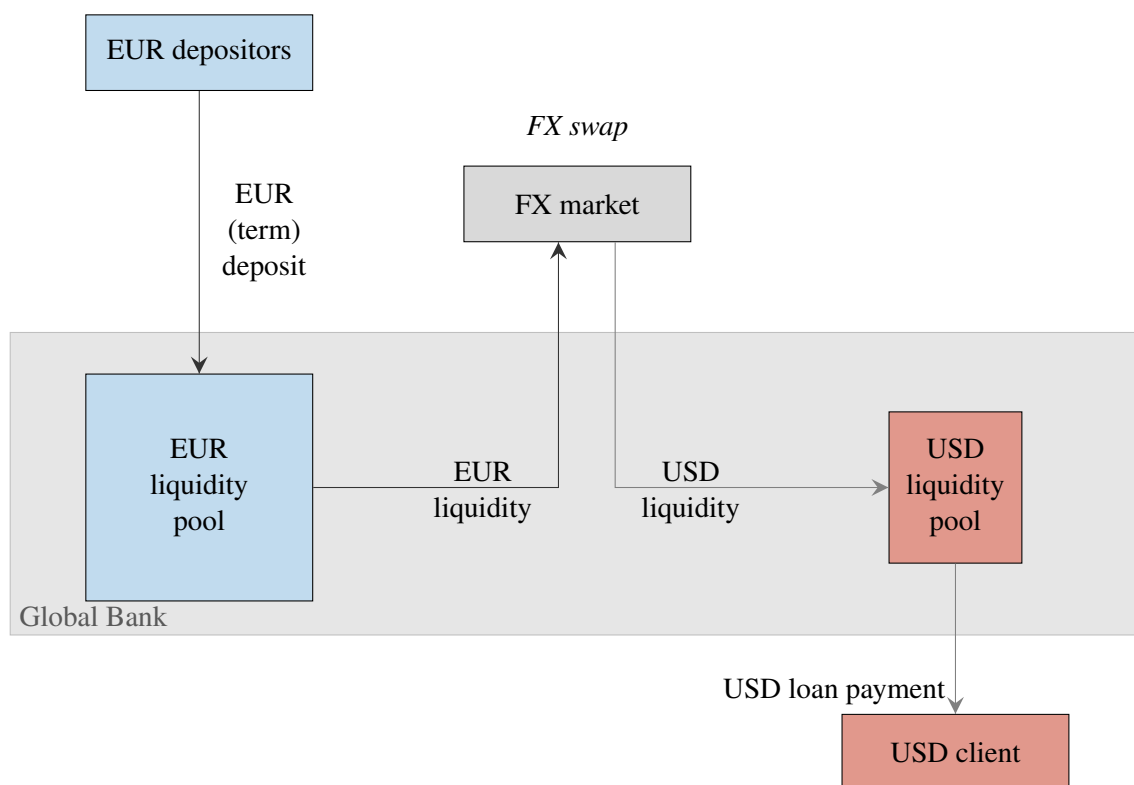 EUR depositors
FX swap
EUR
(term)
deposit
FX market
EUR
liquidity
pool
EUR
liquidity
USD
liquidity
USD
liquidity
pool
Global Bank
USD loan payment
USD client